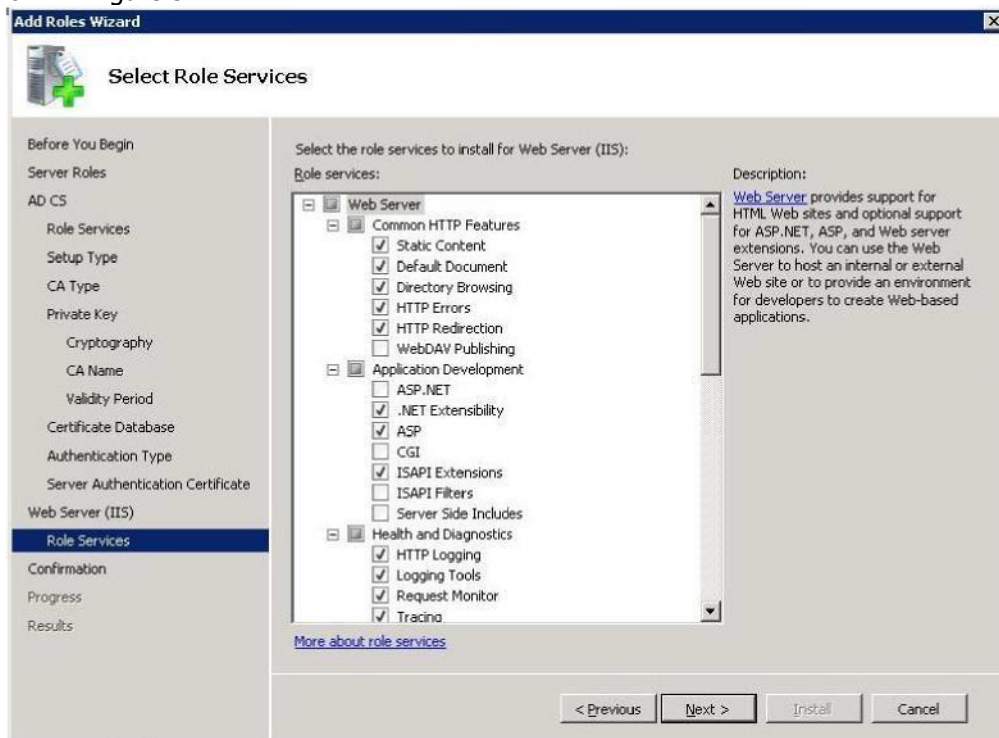 Add Roles Wizard
Select Role Services
Before You Begin
Server Roles
AD CS
Role Services
Setup Type
CA Type
Private Key
Cryptography
CA Name
Validity Period
Certificate Database
Authentication Type
Server Authentication Certificate
Web Server (IIS)
Role Services
Confirmation
Progress
Results
Select the role services to install for Web Server (IIS):
Role services:
Web Server
Common HTTP Features
Static Content
Default Document
Directory Browsing
HTTP Errors
HTTP Redirection
WebDAV Publishing
Application Development
ASP.NET
.NET Extensibility
ASP
CGI
ISAPI Extensions
ISAPI Filters
Server Side Includes
Health and Diagnostics
HTTP Logging
Logging Tools
Request Monitor
Tracing
More about role services
Description:
Web Server provides support for
HTML Web sites and optional support
for ASP.NET, ASP, and Web server
extensions. You can use the Web
Server to host an internal or external
Web site or to provide an environment
for developers to create Web-based
applications.
< Previous
Next >
Install
Cancel